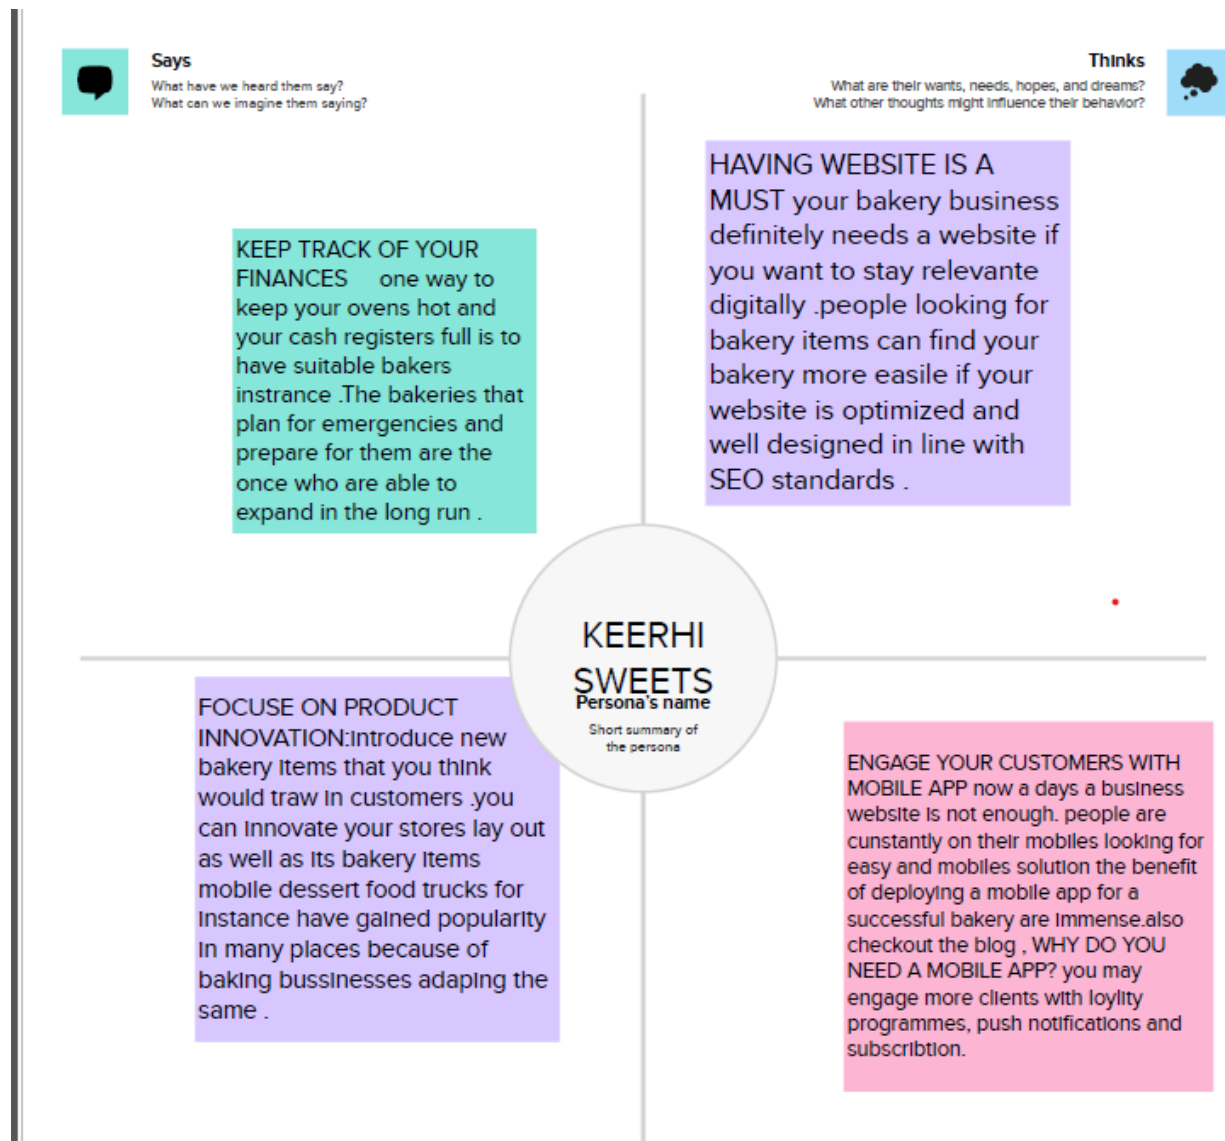 Says
What have we heard them say?
What can we imagine them saying?
Thinks
What are their wants, needs, hopes, and dreams?
What other thoughts might influence their behavior?
KEEP TRACK OF YOUR
FINANCES one way to
keep your ovens hot and
your cash registers full is to
have suitable bakers
instrance .The bakeries that
plan for emergencies and
prepare for them are the
once who are able to
expand in the long run .
HAVING WEBSITE IS A
MUST your bakery business
definitely needs a website if
you want to stay relevante
digitally .people looking for
bakery items can find your
bakery more easile if your
website is optimized and
well designed in line with
SEO standards .
KEERHI
SWEETS
Persona's name
Short summary of
the persona
FOCUSE ON PRODUCT
INNOVATION:Introduce new
bakery items that you think
would traw in customers .you
can innovate your stores lay out
as well as its bakery items
mobile dessert food trucks for
instance have gained popularity
in many places because of
baking bussinesses adaping the
same .
ENGAGE YOUR CUSTOMERS WITH
MOBILE APP now a days a business
website is not enough. people are
cunstantly on their mobiles looking for
easy and mobiles solution the benefit
of deploying a mobile app for a
successful bakery are immense.also
checkout the blog , WHY DO YOU
NEED A MOBILE APP? you may
engage more clients with loylity
programmes, push notifications and
subscribtion.